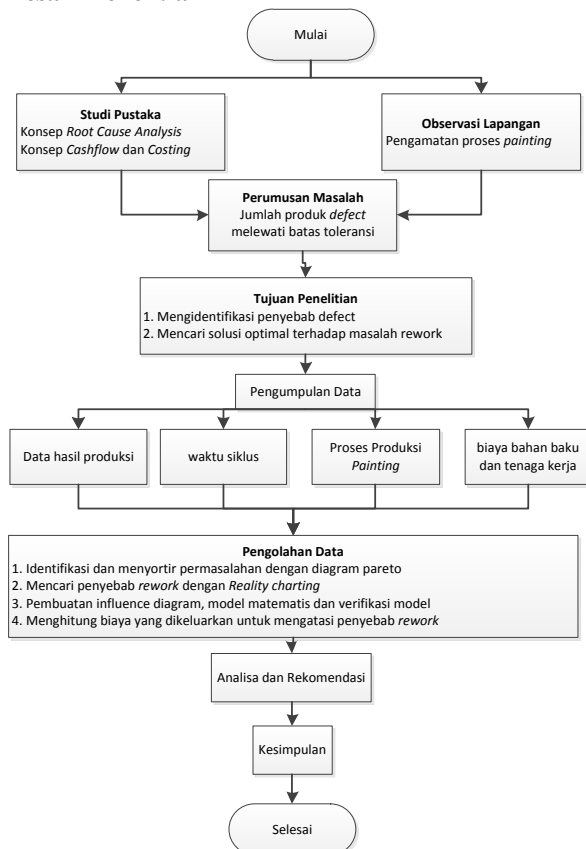 Mulai
Studi Pustaka
Konsep Root Cause Analysis
Konsep Cashflow dan Costing
Observasi Lapangan
Pengamatan proses painting
Perumusan Masalah
Jumlah produk defect
melewati batas toleransi
Tujuan Penelitian
1. Mengidentifikasi penyebab defect
2. Mencari solusi optimal terhadap masalah rework
Pengumpulan Data
Data hasil produksi
waktu siklus
Proses Produksi
Painting
biaya bahan baku
dan tenaga kerja
Pengolahan Data
1. Identifikasi dan menyortir permasalahan dengan diagram pareto
2. Mencari penyebab rework dengan Reality charting
3. Pembuatan influence diagram, model matematis dan verifikasi model
4. Menghitung biaya yang dikeluarkan untuk mengatasi penyebab rework
Analisa dan Rekomendasi
Kesimpulan
Selesai